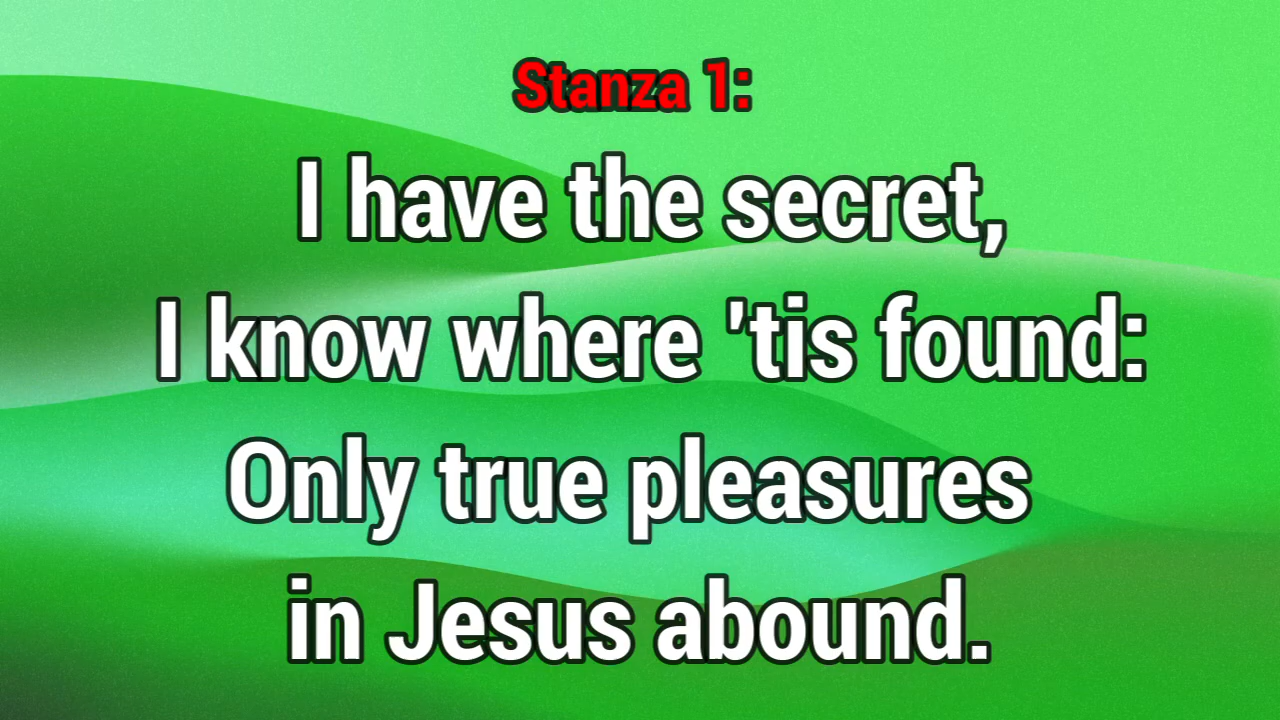 Stanza 1:
I have the secret,
I know where 'tis found:
Only true pleasures
in Jesus abound.